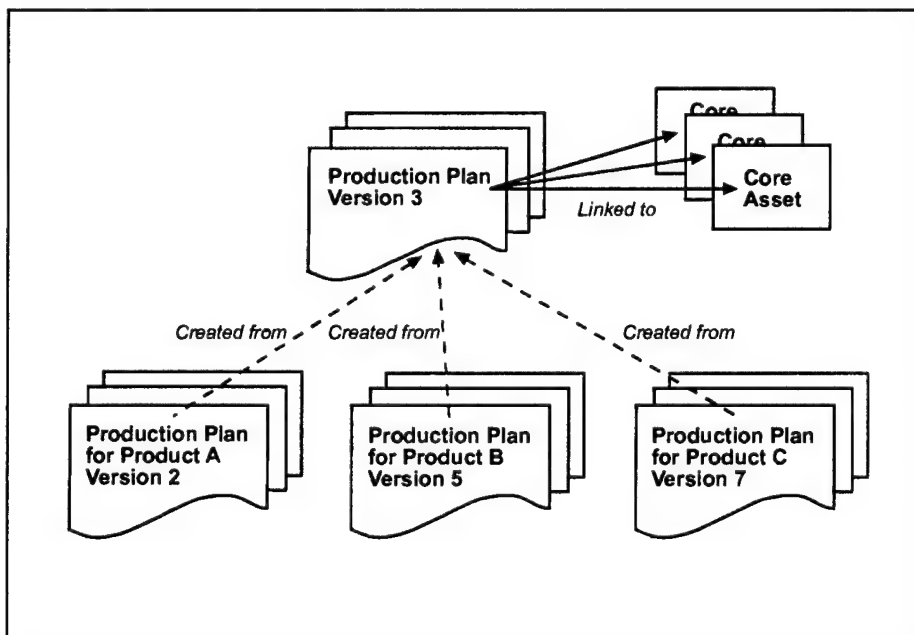 Core
Core
Production Plan
Version 3
Core
Asset
Linked to
Created from
Created from
Created from
Production Plan
for Product A
Version 2
Production Plan
for Product B
Version 5
Production Plan
for Product C
Version 7